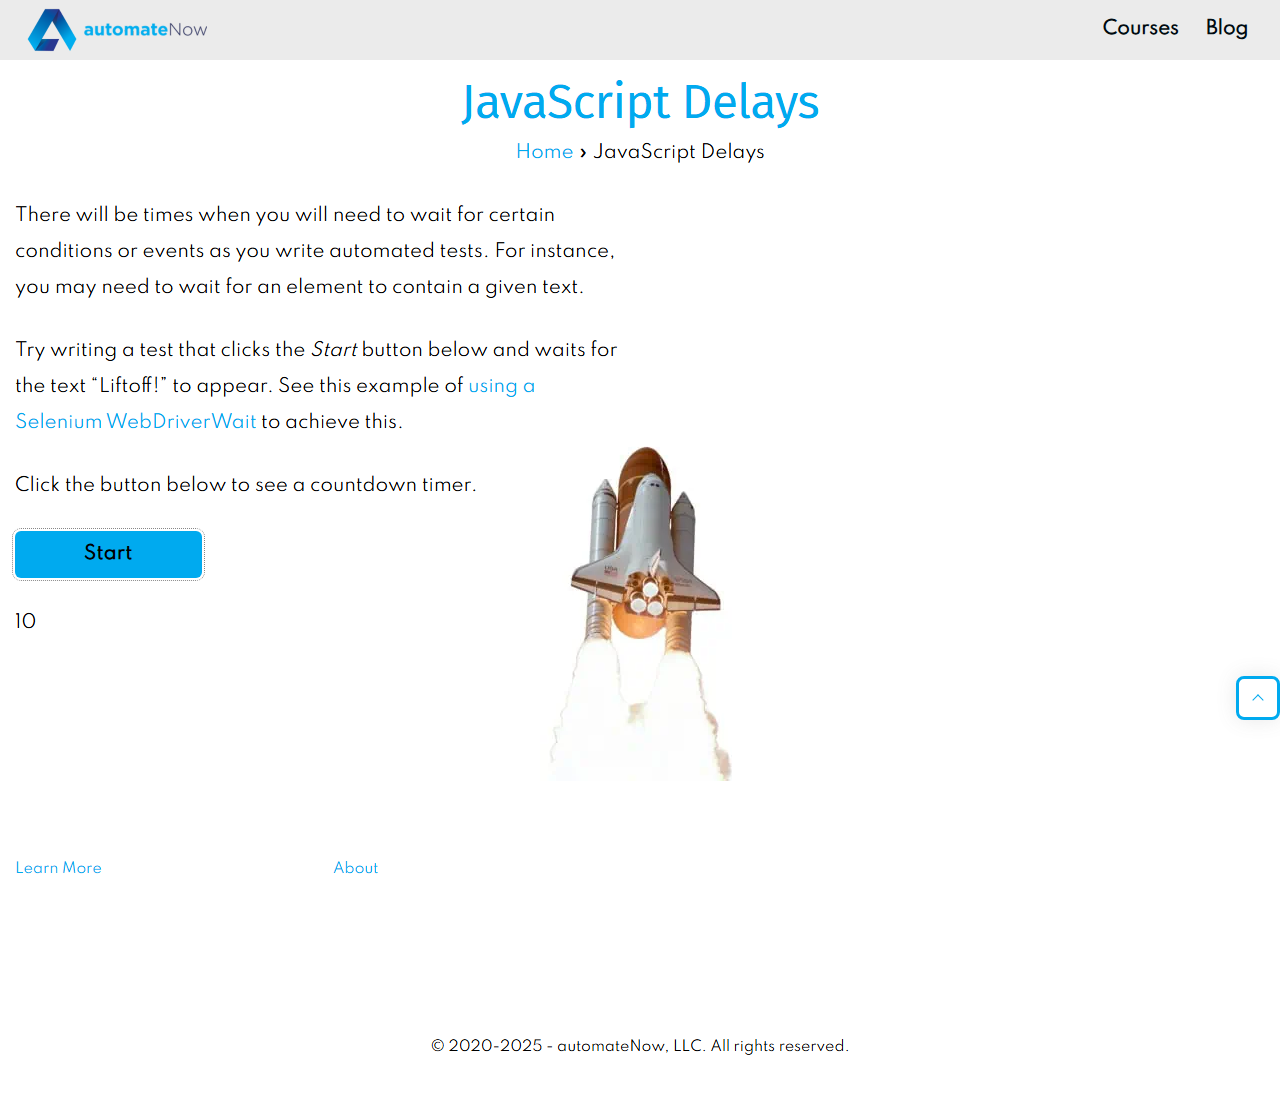 automateNow
Courses
Blog
JavaScript Delays
Home › JavaScript Delays
There will be times when you will need to wait for certain
conditions or events as you write automated tests. For instance,
you may need to wait for an element to contain a given text.
Try writing a test that clicks the Start button below and waits for
the text “Liftoff!” to appear. See this example of using a
Selenium WebDriverWait to achieve this.
Click the button below to see a countdown timer.
Start
10
USA
Learn More
About
© 2020-2025 - automateNow, LLC. All rights reserved.